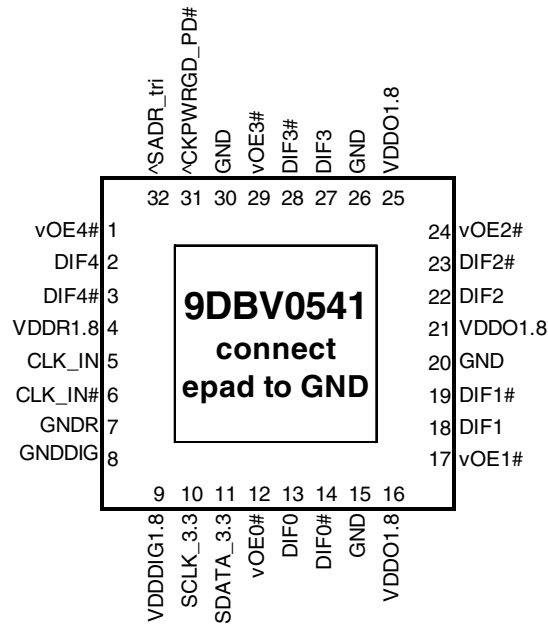 ^SADR_tri
^CKPWRGD_PD#
GND
vOE3#
DIF3#
DIF3
GND
VDDO1.8
32 31 30 29 28 27 26 25
vOE4# 1
DIF4 2
DIF4# 3
VDDR1.8 4
CLK_IN 5
CLK_IN# 6
GNDR 7
GNDDIG 8
9DBV0541
connect
epad to GND
24 vOE2#
23 DIF2#
22 DIF2
21 VDDO1.8
20 GND
19 DIF1#
18 DIF1
17 vOE1#
9 10 11 12 13 14 15 16
VDDDIG1.8
SCLK_3.3
SDATA_3.3
vOE0#
DIF0
DIF0#
GND
VDDO1.8